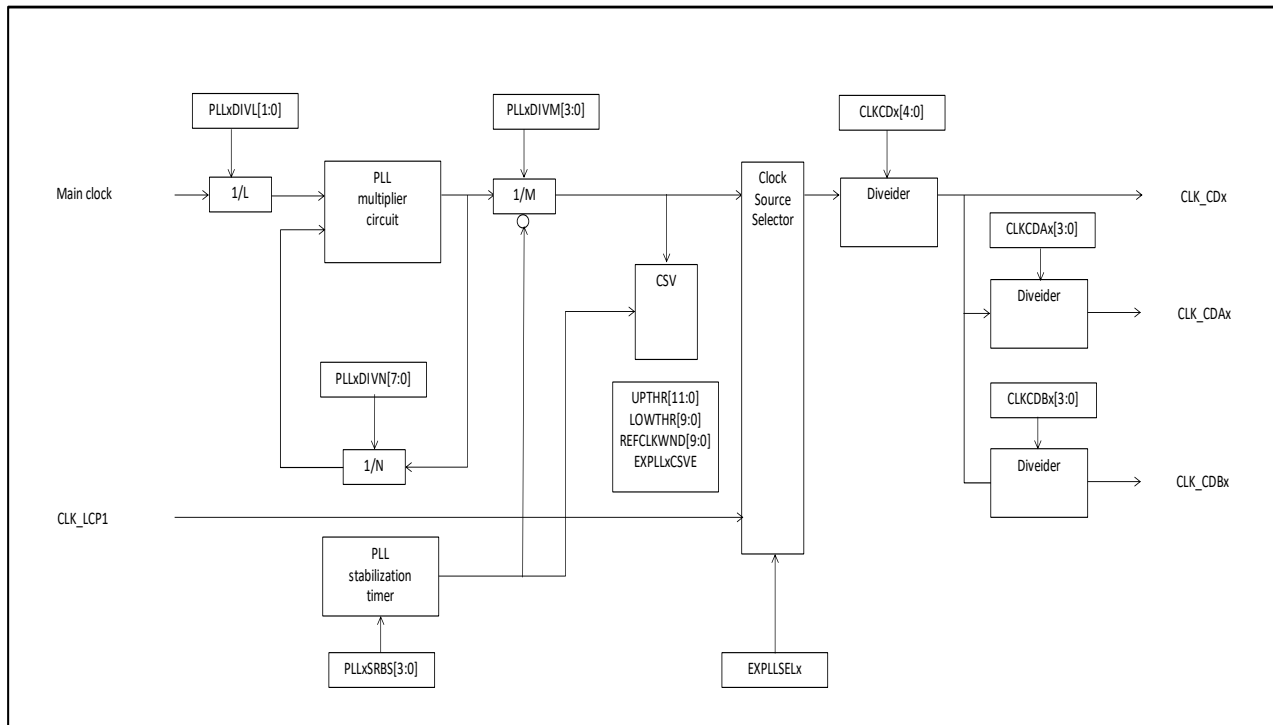 PLLxDIVL[1:0]
PLLxDIVM[3:0]
CLKCDx[4:0]
Main clock
1/L
PLL
multiplier
circuit
1/M
Clock
Source
Selector
Diveider
CLK_CDx
CLKCDAx[3:0]
CSV
Diveider
CLK_CDAx
PLLxDIVN[7:0]
UPTHR[11:0]
LOWTHR[9:0]
REFCLKWND[9:0]
EXPLLxCSVE
CLKCDBx[3:0]
1/N
Diveider
CLK_CDBx
CLK_LCP1
PLL
stabilization
timer
PLLxSRBS[3:0]
EXPLLSELx